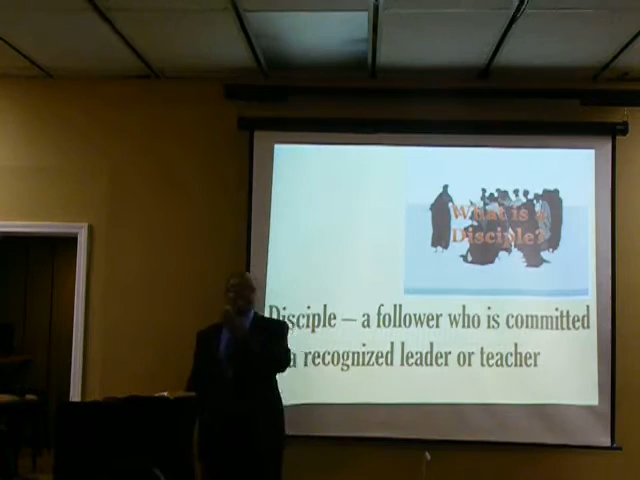 What is a
Disciple?
Disciple – a follower who is committed
a recognized leader or teacher